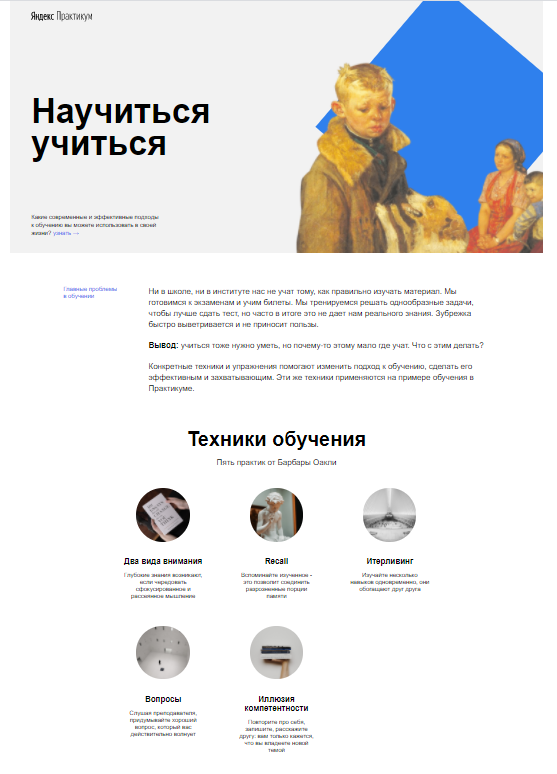 Яндекс Практикум
Научиться
учиться
Какие современные и эффективные подходы
к обучению вы можете использовать в своей
жизни? узнать →
Главные проблемы
в обучении
Ни в школе, ни в институте нас не учат тому, как правильно изучать материал. Мы
готовимся к экзаменам и учим билеты. Мы тренируемся решать однообразные задачи,
чтобы лучше сдать тест, но часто в итоге это не дает нам реального знания. Зубрежка
быстро выветривается и не приносит пользы.
Вывод: учиться тоже нужно уметь, но почему-то этому мало где учат. Что с этим делать?
Конкретные техники и упражнения помогают изменить подход к обучению, сделать его
эффективным и захватывающим. Эти же техники применяются на примере обучения в
Практикуме.
Техники обучения
Пять практик от Барбары Оакли
Два вида внимания
Глубокие знания возникают,
если чередовать
сфокусированное и
рассеянное мышление
Recall
Вспоминайте изученное -
это позволит соединять
разрозненные порции
памяти
Итерливинг
Изучайте несколько
навыков одновременно, они
обогащают друг друга
Вопросы
Слушая преподавателя,
придумывайте хороший
вопрос, который вас
действительно волнует
Иллюзия
компетентности
Повторите про себя,
запишите, расскажите
другу: вам только кажется,
что вы владеете новой
темой